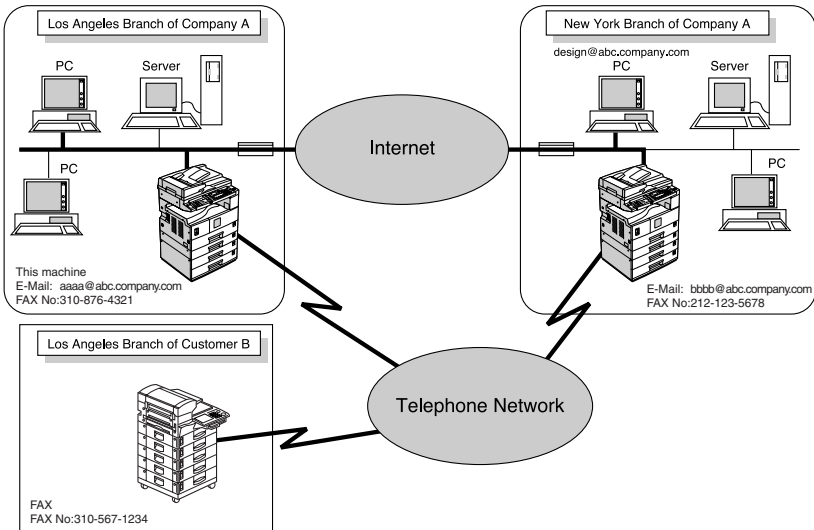 Los Angeles Branch of Company A
PC
Server
PC
This machine
E-Mail: aaaa@abc.company.com
FAX No:310-876-4321
Internet
New York Branch of Company A
design@abc.company.com
PC
Server
PC
E-Mail: bbbb@abc.company.com
FAX No:212-123-5678
Los Angeles Branch of Customer B
FAX
FAX No:310-567-1234
Telephone Network